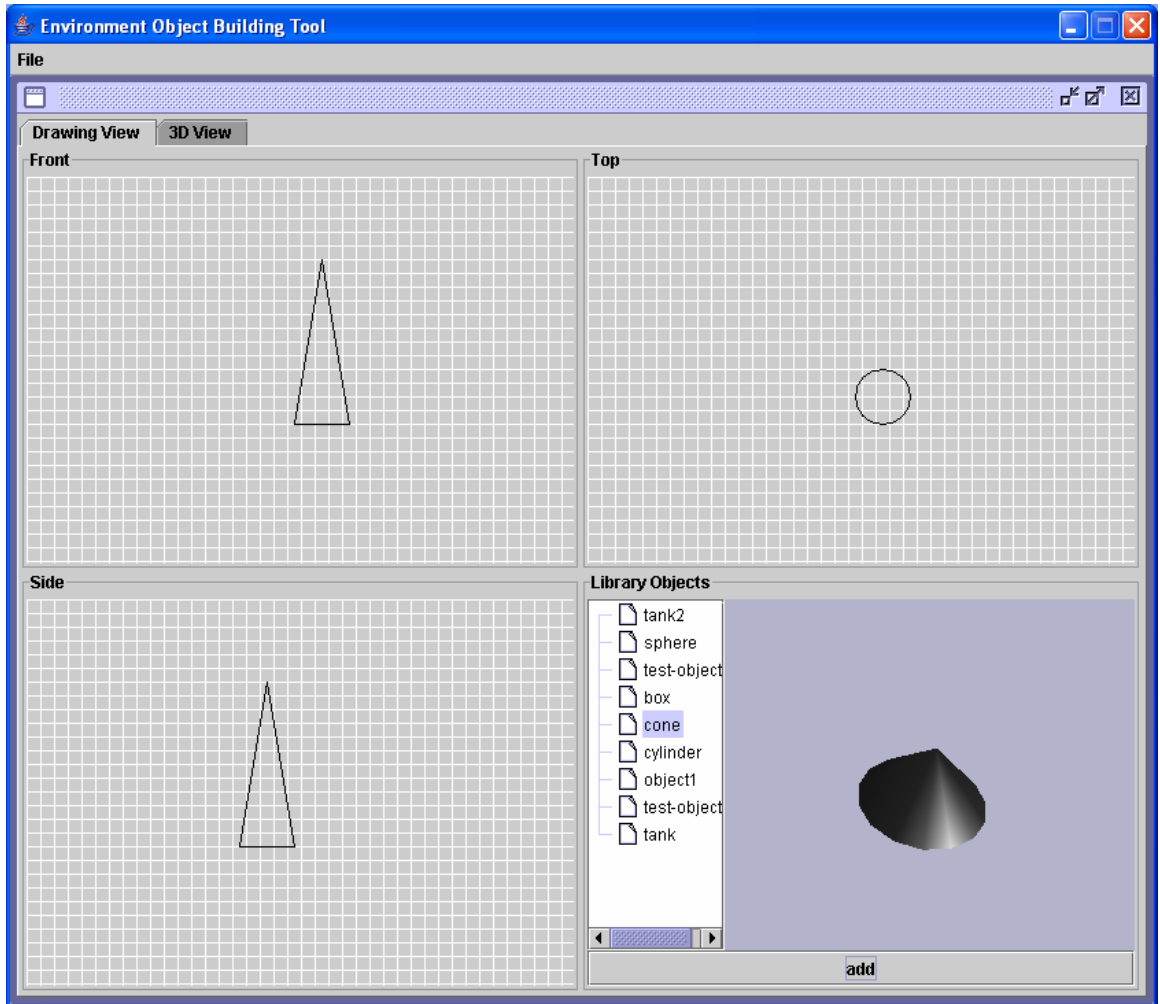 Environment Object Building Tool
File
Drawing View 3D View
Front
Top
Side
Library Objects
tank2
sphere
test-object
box
cone
cylinder
object1
test-object
tank
add